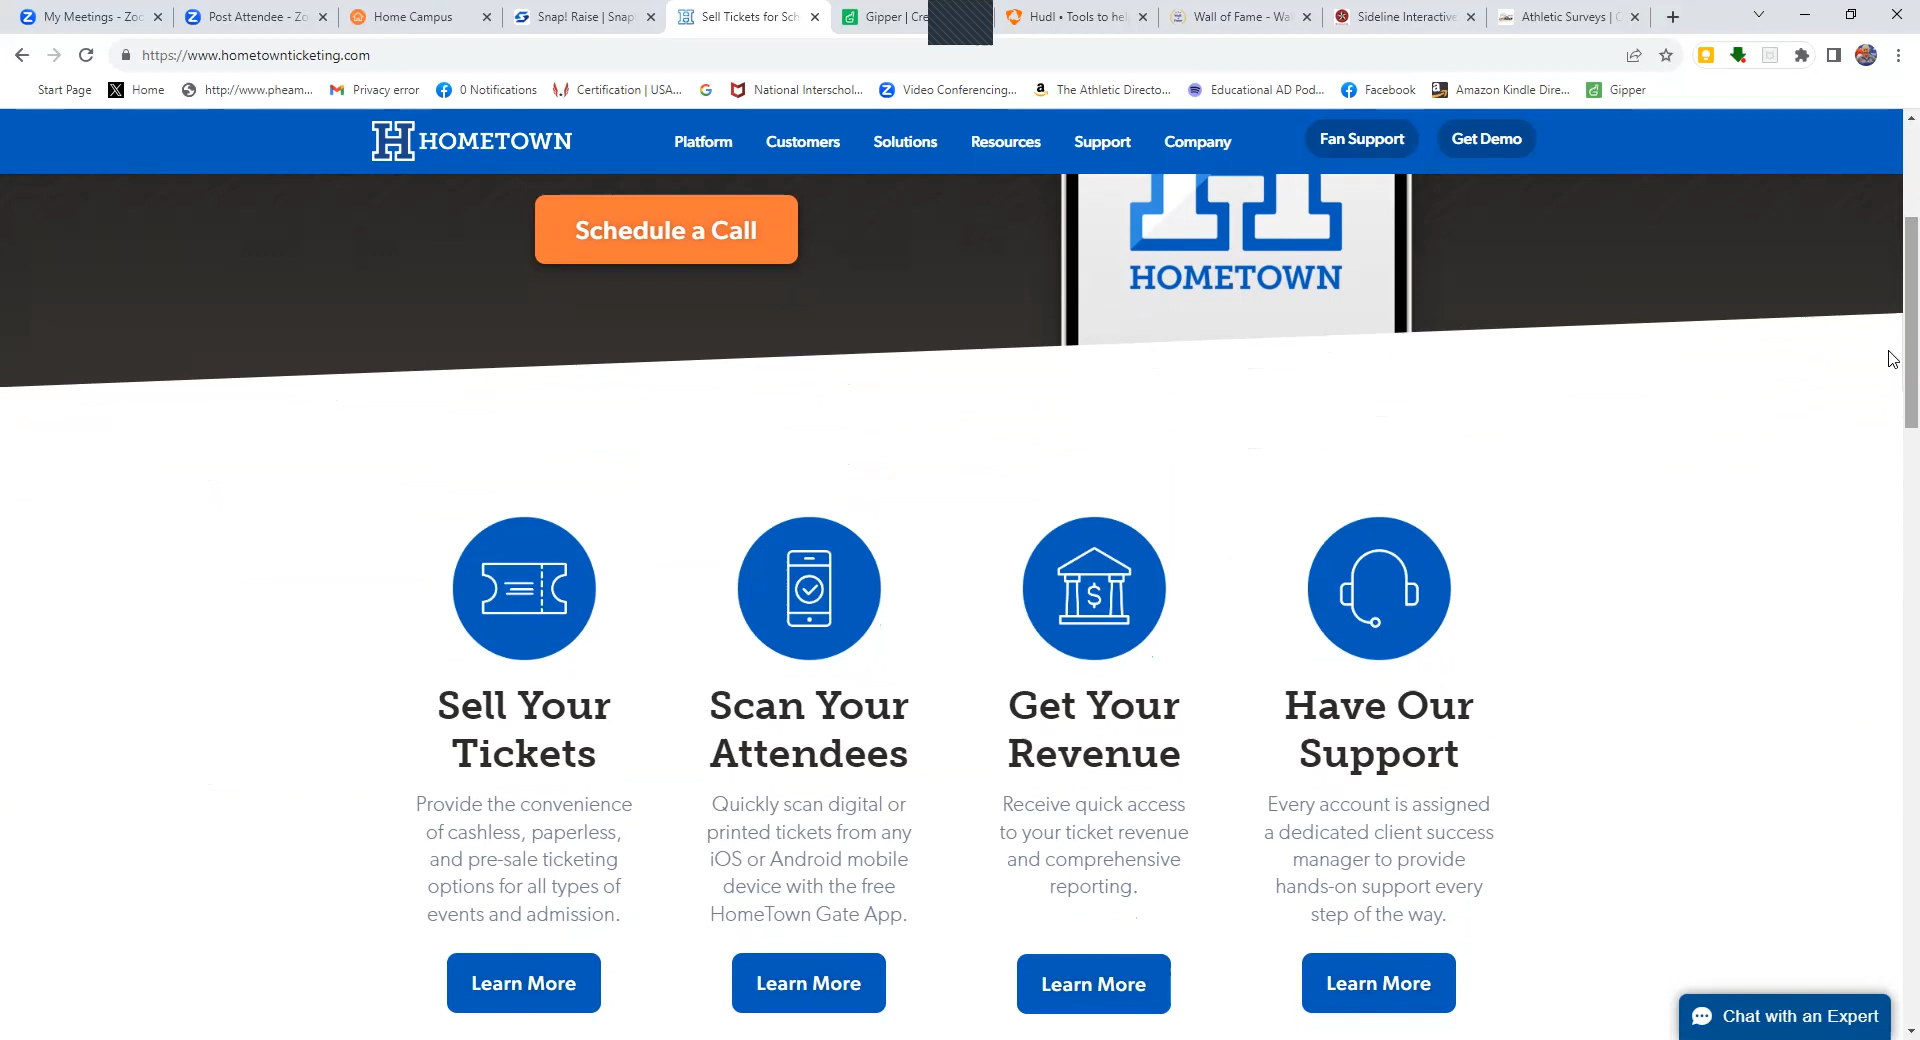 My Meetings - Zoo
Post Attendee - Zo
Home Campus
Snap! Raise | Snap!
Sell Tickets for Sch
Gipper | Cre
Hudl • Tools to hel
Wall of Fame - Wal
Sideline Interactive
Athletic Surveys | C
https://www.hometownticketing.com
Start Page
Home
http://www.pheam...
Privacy error
0 Notifications
Certification | USA...
National Interschol...
Video Conferencing...
The Athletic Directo...
Educational AD Pod...
Facebook
Amazon Kindle Dire...
Gipper
H HOMETOWN
Platform
Customers
Solutions
Resources
Support
Company
Fan Support
Get Demo
Schedule a Call
HOMETOWN
Sell Your
Tickets
Provide the convenience
of cashless, paperless,
and pre-sale ticketing
options for all types of
events and admission.
Learn More
Scan Your
Attendees
Quickly scan digital or
printed tickets from any
iOS or Android mobile
device with the free
HomeTown Gate App.
Learn More
Get Your
Revenue
Receive quick access
to your ticket revenue
and comprehensive
reporting.
Learn More
Have Our
Support
Every account is assigned
a dedicated client success
manager to provide
hands-on support every
step of the way.
Learn More
Chat with an Expert